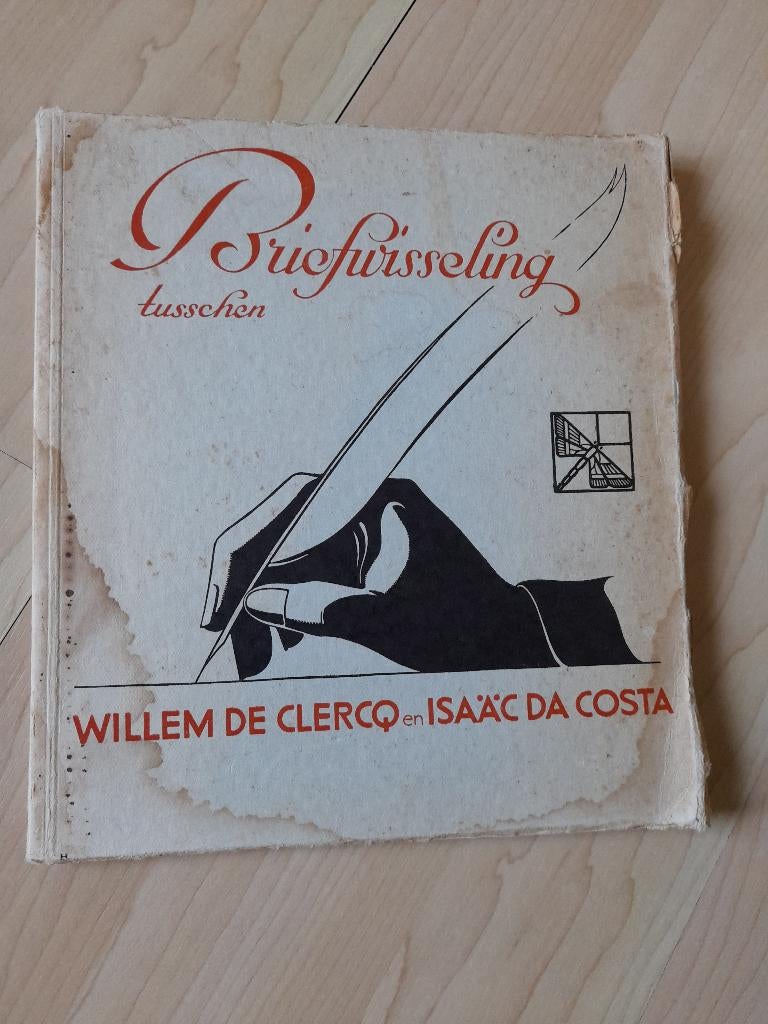 Briefwisseling
tusschen
WILLEM DE CLERCQ en ISAÄC DA COSTA
H